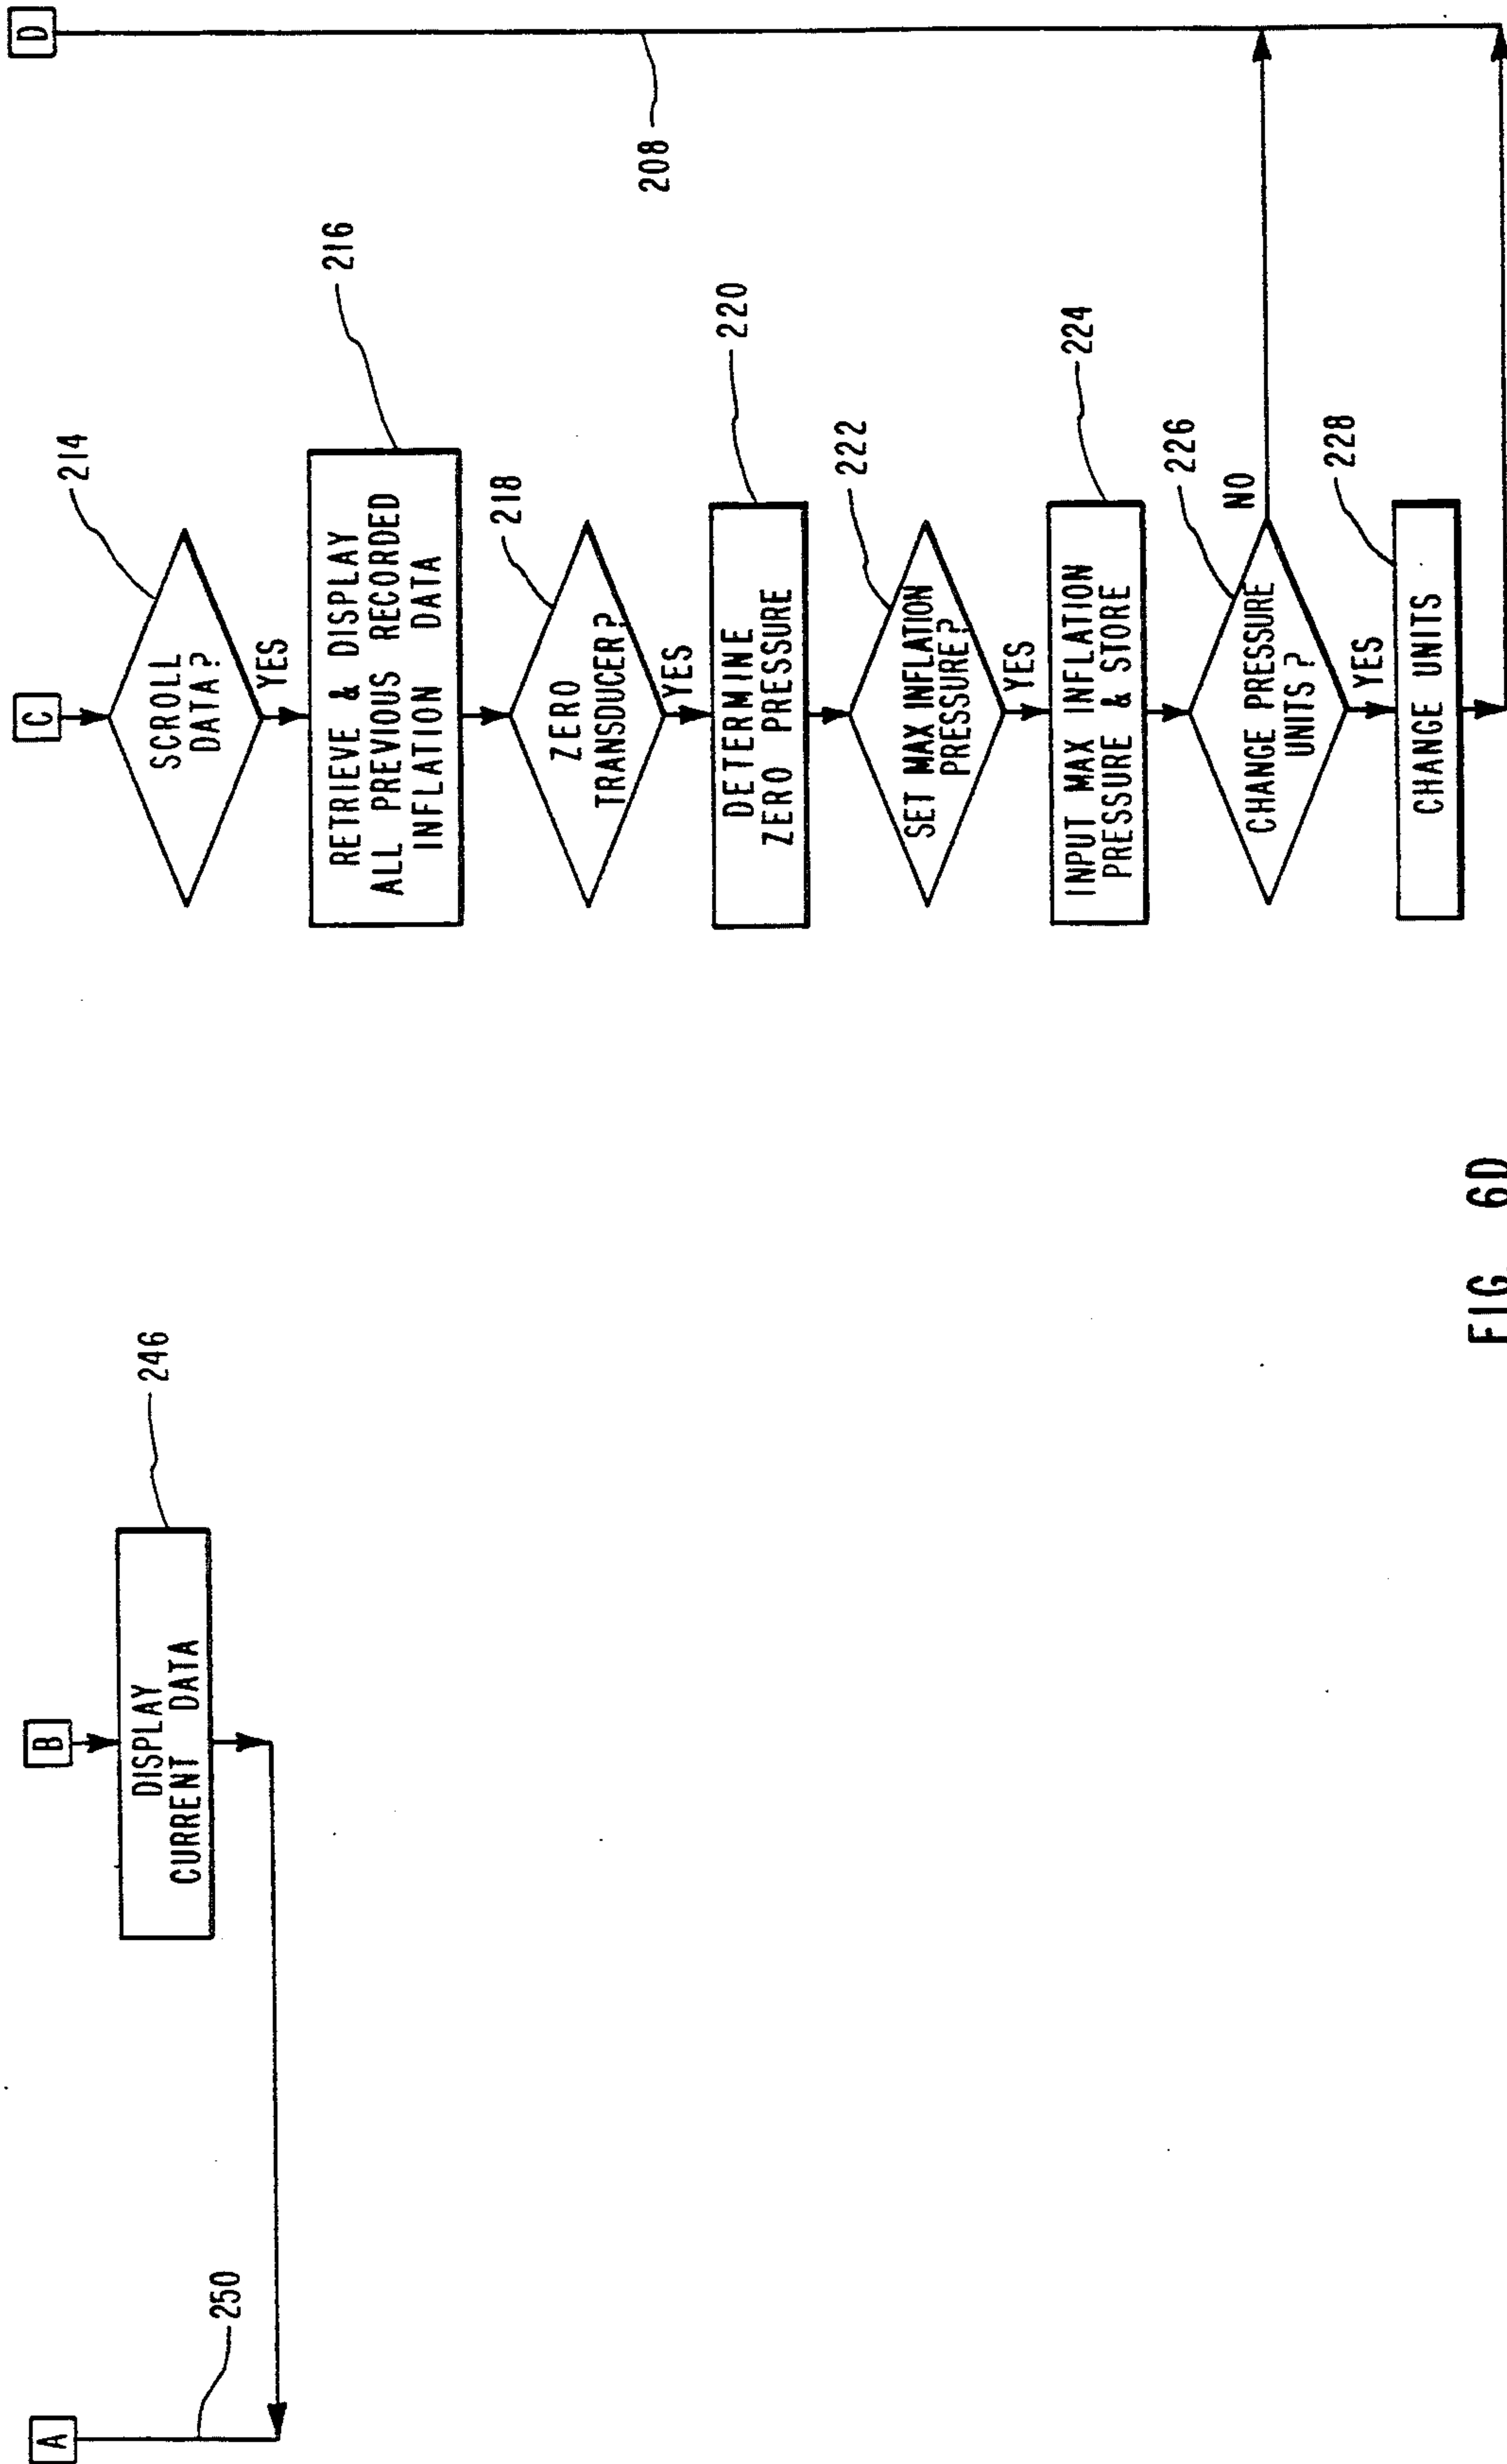 A
250
B
DISPLAY
CURRENT DATA
246
C
SCROLL
DATA?
214
YES
RETRIEVE & DISPLAY
ALL PREVIOUS RECORDED
INFLATION DATA
216
ZERO
TRANSDUCER?
218
YES
DETERMINE
ZERO PRESSURE
220
SET MAX INFLATION
PRESSURE?
222
YES
INPUT MAX INFLATION
PRESSURE & STORE
224
CHANGE PRESSURE
UNITS?
226
NO
YES
CHANGE UNITS
228
D
208
FIG. 6D